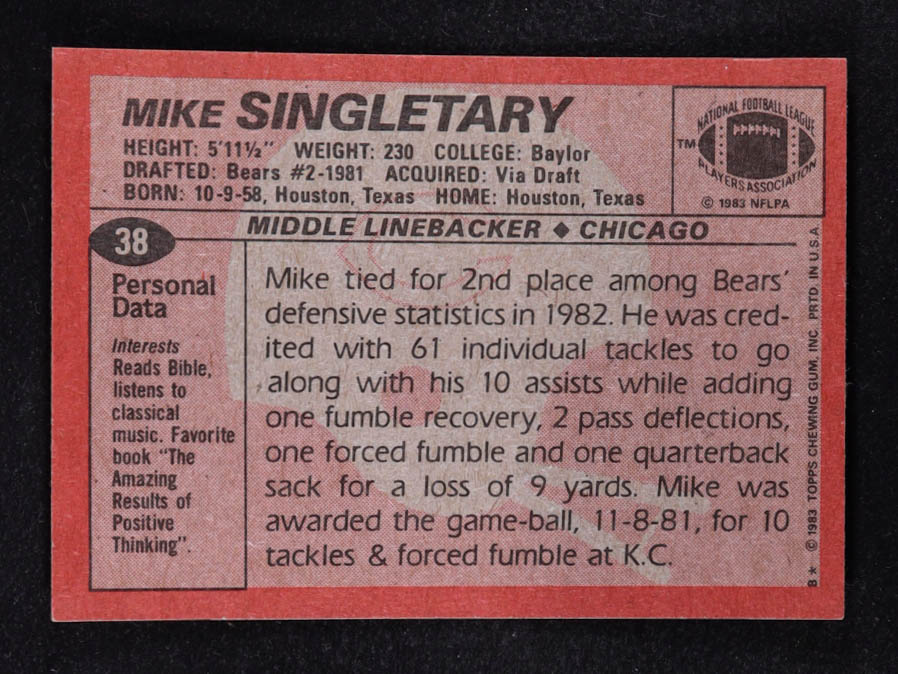 MIKE SINGLETARY
HEIGHT: 5'11½" WEIGHT: 230 COLLEGE: Baylor
DRAFTED: Bears #2-1981 ACQUIRED: Via Draft
BORN: 10-9-58, Houston, Texas HOME: Houston, Texas
NATIONAL FOOTBALL LEAGUE
TM
PLAYERS ASSOCIATION
© 1983 NFLPA
38
MIDDLE LINEBACKER ♦ CHICAGO
Personal
Data
Interests
Reads Bible,
listens to
classical
music. Favorite
book "The
Amazing
Results of
Positive
Thinking".
Mike tied for 2nd place among Bears'
defensive statistics in 1982. He was cred-
ited with 61 individual tackles to go
along with his 10 assists while adding
one fumble recovery, 2 pass deflections,
one forced fumble and one quarterback
sack for a loss of 9 yards. Mike was
awarded the game-ball, 11-8-81, for 10
tackles & forced fumble at K.C.
B* © 1983 TOPPS CHEWING GUM, INC. PRTD. IN U.S.A.